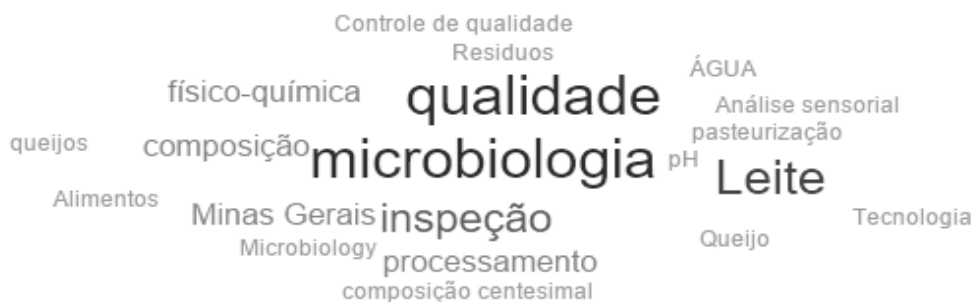 Controle de qualidade
Residuos
ÁGUA
físico-química
qualidade
Análise sensorial
pasteurização
queijos
composição
microbiologia
pH
Leite
Alimentos
Minas Gerais
inspeção
Tecnologia
Queijo
Microbiology
processamento
composição centesimal